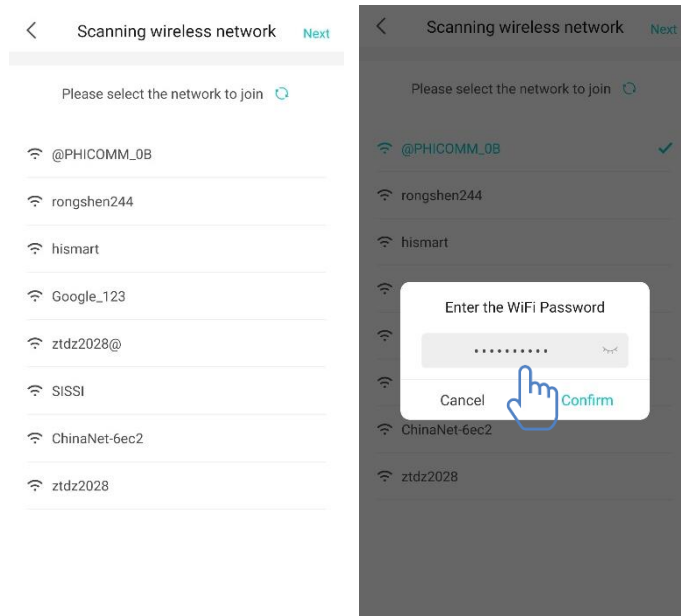 Scanning wireless network Next
Please select the network to join
@PHICOMM_0B
rongshen244
hismart
Google_123
ztdz2028@
SISSI
ChinaNet-6ec2
ztdz2028
Scanning wireless network Next
Please select the network to join
@PHICOMM_0B
rongshen244
hismart
Enter the WiFi Password
••••••••••
Cancel Confirm
ChinaNet-6ec2
ztdz2028